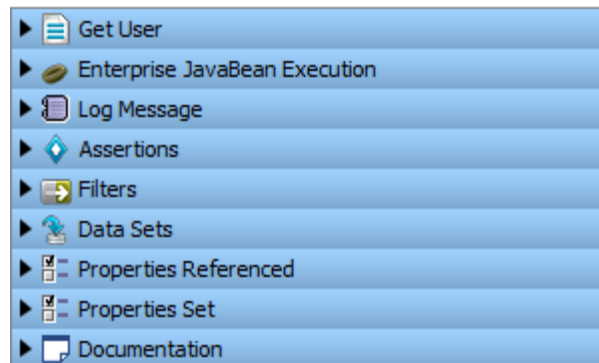 Get User
Enterprise JavaBean Execution
Log Message
Assertions
Filters
Data Sets
Properties Referenced
Properties Set
Documentation